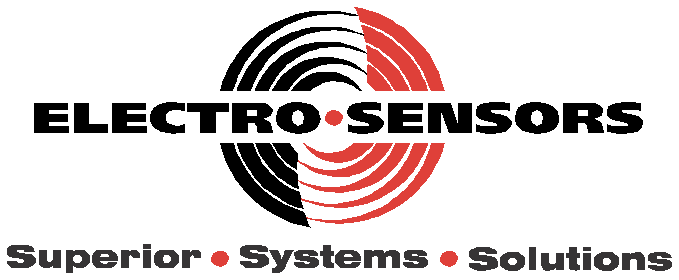 ELECTRO•SENSORS
Superior • Systems • Solutions